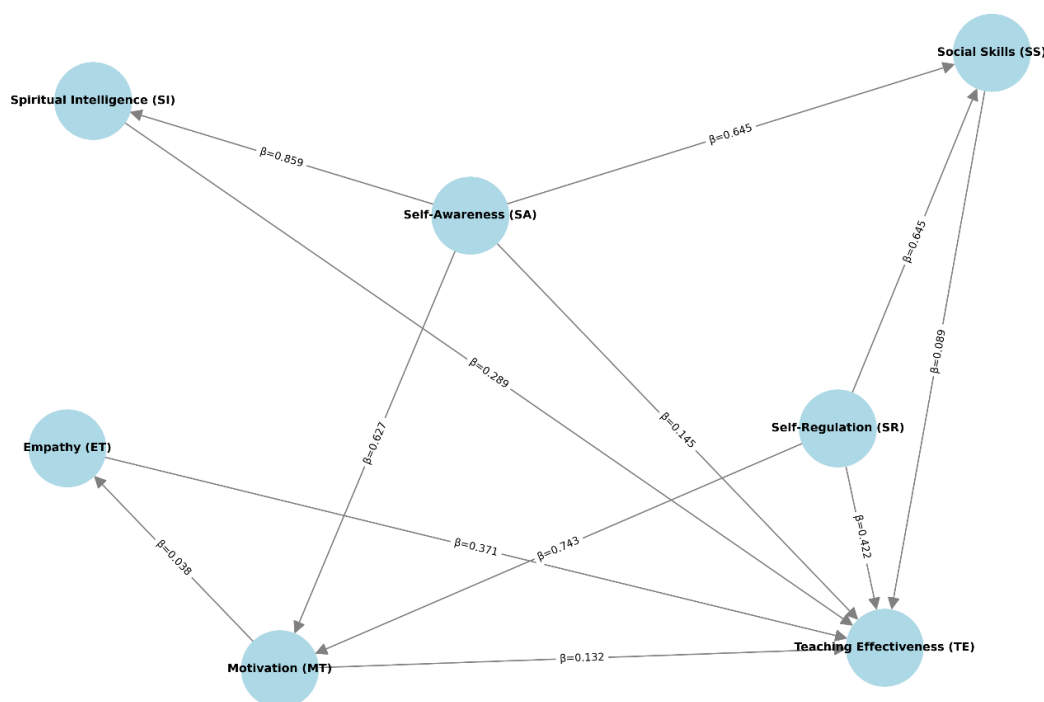 Social Skills (SS)
Spiritual Intelligence (SI)
β=0.645
β=0.859
Self-Awareness (SA)
β=0.645
β=0.089
β=0.289
Self-Regulation (SR)
β=0.145
β=0.627
Empathy (ET)
β=0.422
β=0.371
β=0.743
β=0.038
Teaching Effectiveness (TE)
β=0.132
Motivation (MT)